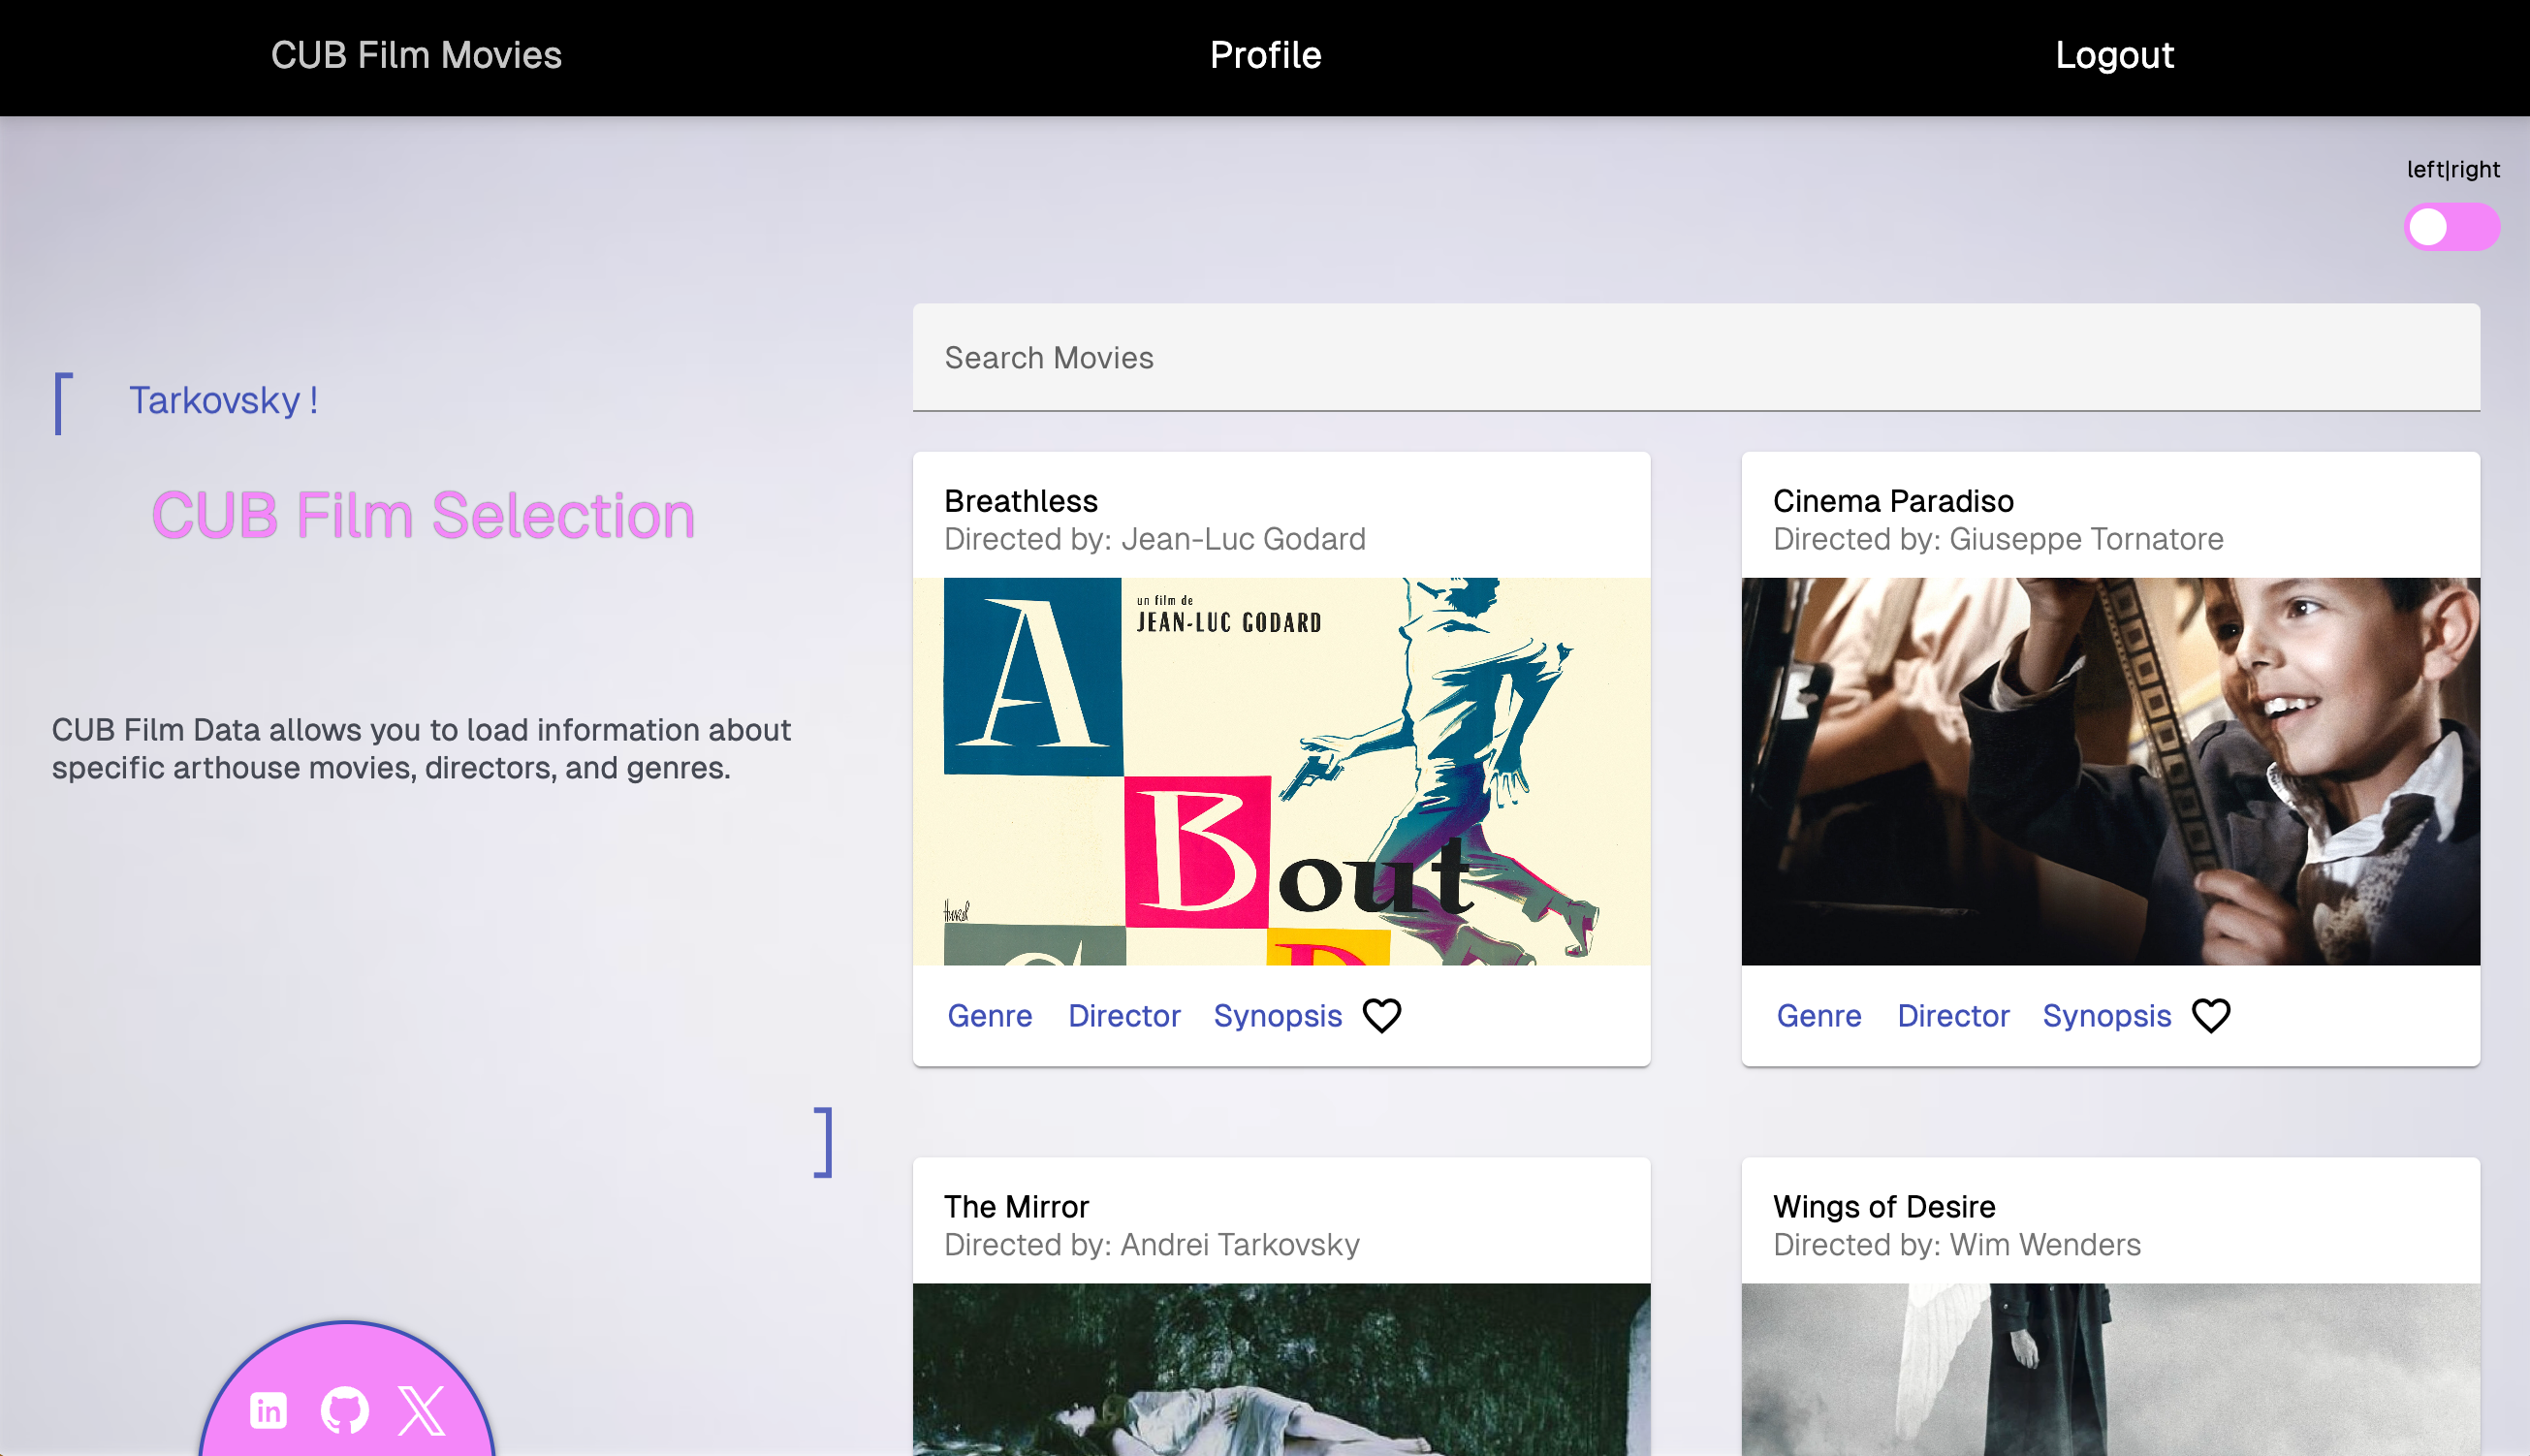 CUB Film Movies
Profile
Logout
left|right
Tarkovsky !
CUB Film Selection
CUB Film Data allows you to load information about
specific arthouse movies, directors, and genres.
Search Movies
Breathless
Directed by: Jean-Luc Godard
A
un film de
JEAN-LUC GODARD
Bout
Genre
Director
Synopsis
Cinema Paradiso
Directed by: Giuseppe Tornatore
Genre
Director
Synopsis
The Mirror
Directed by: Andrei Tarkovsky
Wings of Desire
Directed by: Wim Wenders
in